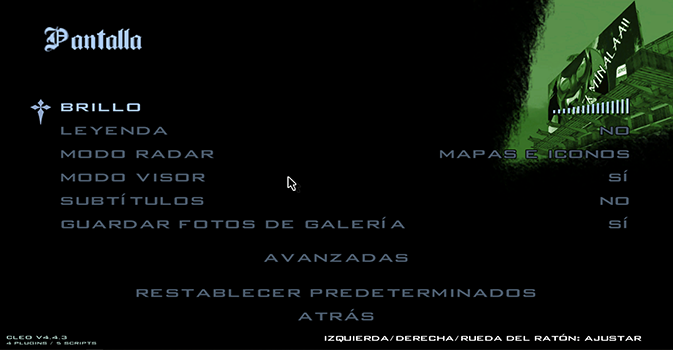 Pantalla
BRILLO
LEYENDA NO
MODO RADAR MAPAS E ICONOS
MODO VISOR SÍ
SUBTÍTULOS NO
GUARDAR FOTOS DE GALERÍA SÍ
AVANZADAS
RESTABLECER PREDETERMINADOS
ATRÁS
CLEO V4.4.3
4 PLUGINS / 5 SCRIPTS
IZQUIERDA/DERECHA/RUEDA DEL RATÓN: AJUSTAR